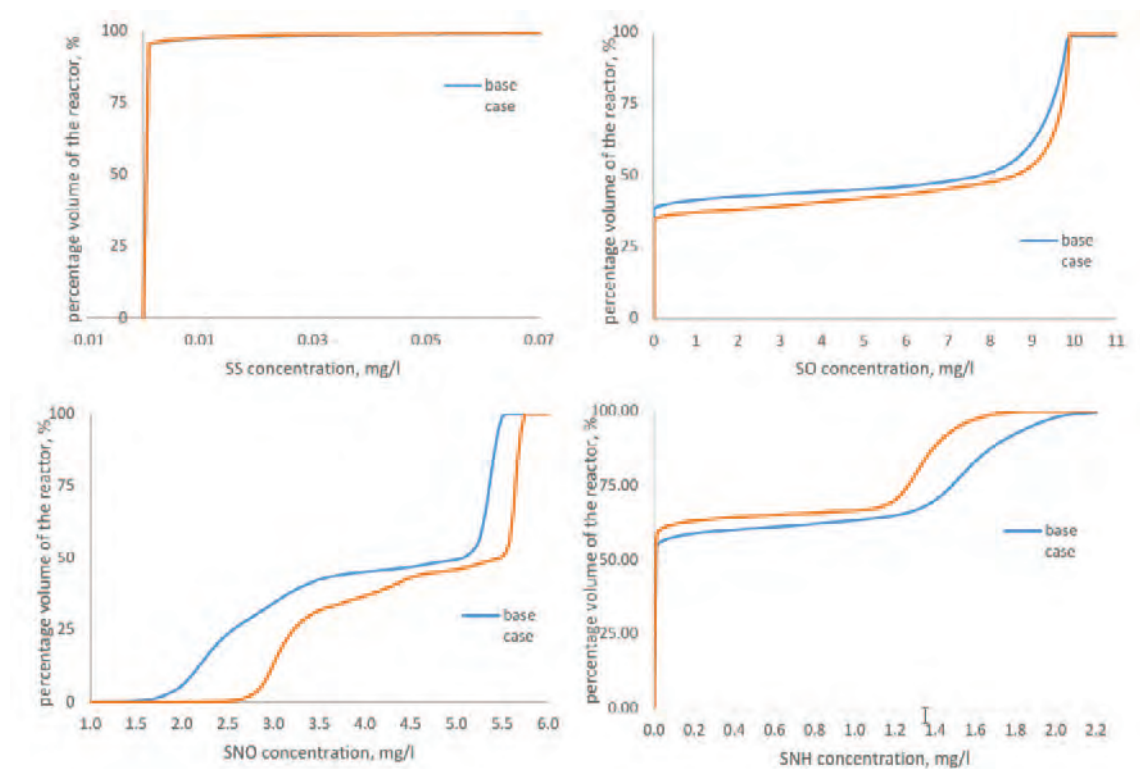 percentage volume of the reactor, %
100
75
50
25
0
-0.01 0.01 0.03 0.05 0.07
SS concentration, mg/l
base
case
percentage volume of the reactor, %
100
75
50
25
0
0 1 2 3 4 5 6 7 8 9 10 11
SO concentration, mg/l
base
case
percentage volume of the reactor, %
100
75
50
25
0
1.0 1.5 2.0 2.5 3.0 3.5 4.0 4.5 5.0 5.5 6.0
SNO concentration, mg/l
base
case
percentage volume of the reactor, %
100.00
75.00
50.00
25.00
0.00
0.0 0.2 0.4 0.6 0.8 1.0 1.2 1.4 1.6 1.8 2.0 2.2
SNH concentration, mg/l
base
case